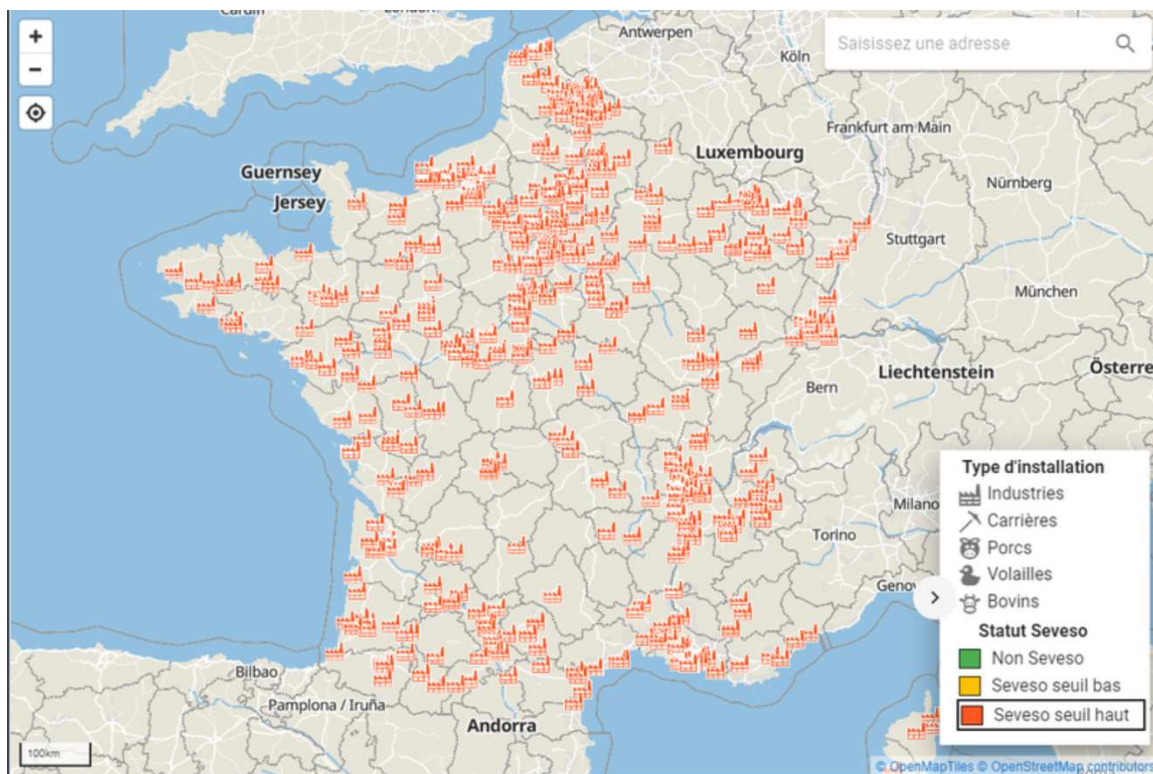 Cardiff
London
Antwerpen
Saisissez une adresse
Köln
Frankfurt am Main
Luxembourg
Guernsey
Jersey
Nürnberg
Stuttgart
München
Liechtenstein
Österre
Bern
Milano
Torino
Genov
Bilbao
Pamplona / Iruña
Andorra
Type d'installation
Industries
Carrières
Porcs
Volailles
Bovins
Statut Seveso
Non Seveso
Seveso seuil bas
Seveso seuil haut
100km
© OpenMapTiles © OpenStreetMap contributors